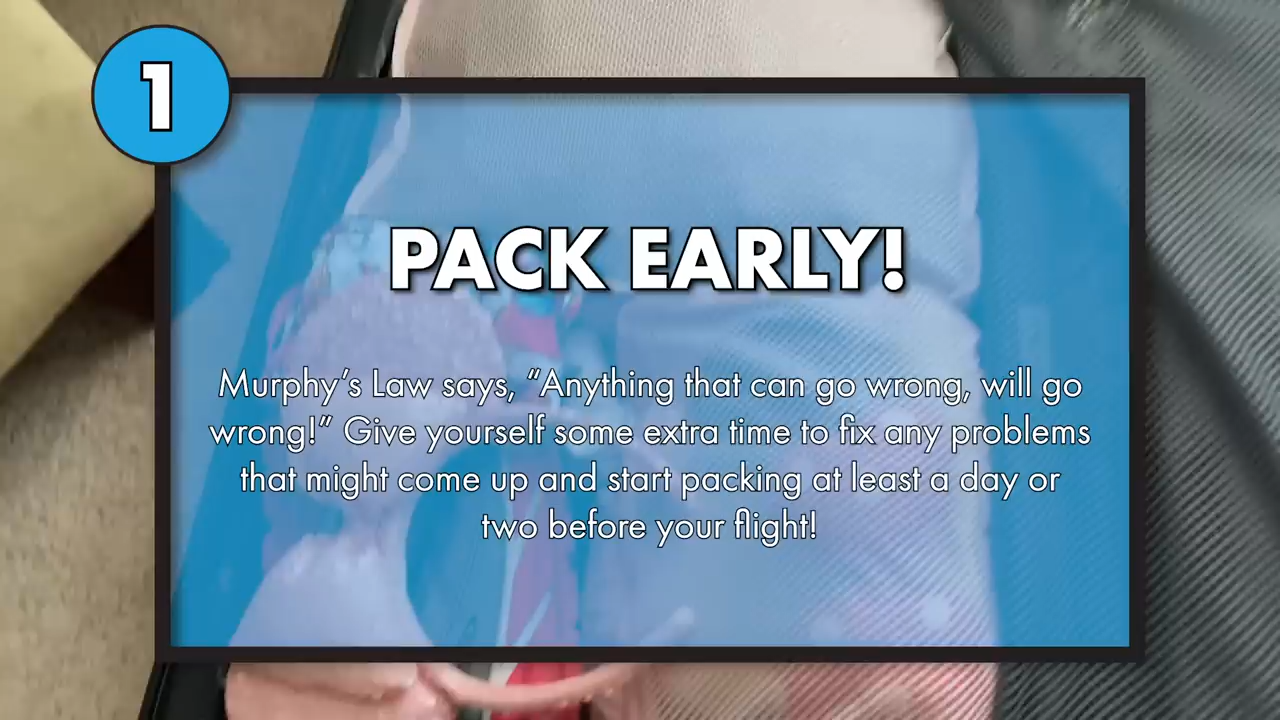 1
PACK EARLY!
Murphy’s Law says, “Anything that can go wrong, will go
wrong!” Give yourself some extra time to fix any problems
that might come up and start packing at least a day or
two before your flight!